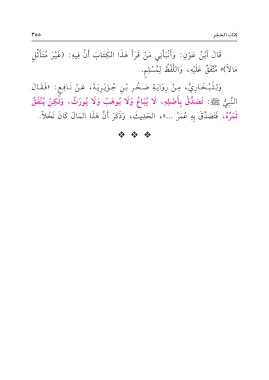 كتاب الحصر ٣٥٥
قَالَ ابْنُ عَوْنٍ: وَأَنْبَأَنِي مَنْ قَرَأَ هَذَا الكِتَابَ أَنَّ فِيهِ: «غَيْرَ مُتَأَثِّلٍ
مَالاً» مُتَّفَقٌ عَلَيْهِ، وَاللَّفْظُ لِمُسْلِمٍ.
وَلِلْبُخَارِيِّ، مِنْ رِوَايَةِ صَخْرِ بْنِ جُوَيْرِيَةَ، عَنْ نَافِعٍ: «فَقَالَ
النَّبِيُّ ﷺ: تَصَدَّقْ بِأَصْلِهِ، لَا يُبَاعُ وَلَا يُوهَبُ وَلَا يُورَثُ، وَلَكِنْ يُنْفَقُ
ثَمَرُهُ، فَتَصَدَّقَ بِهِ عُمَرُ ...»، الحَدِيثَ، وَذَكَرَ أَنَّ هَذَا المَالَ كَانَ نَخْلاً.